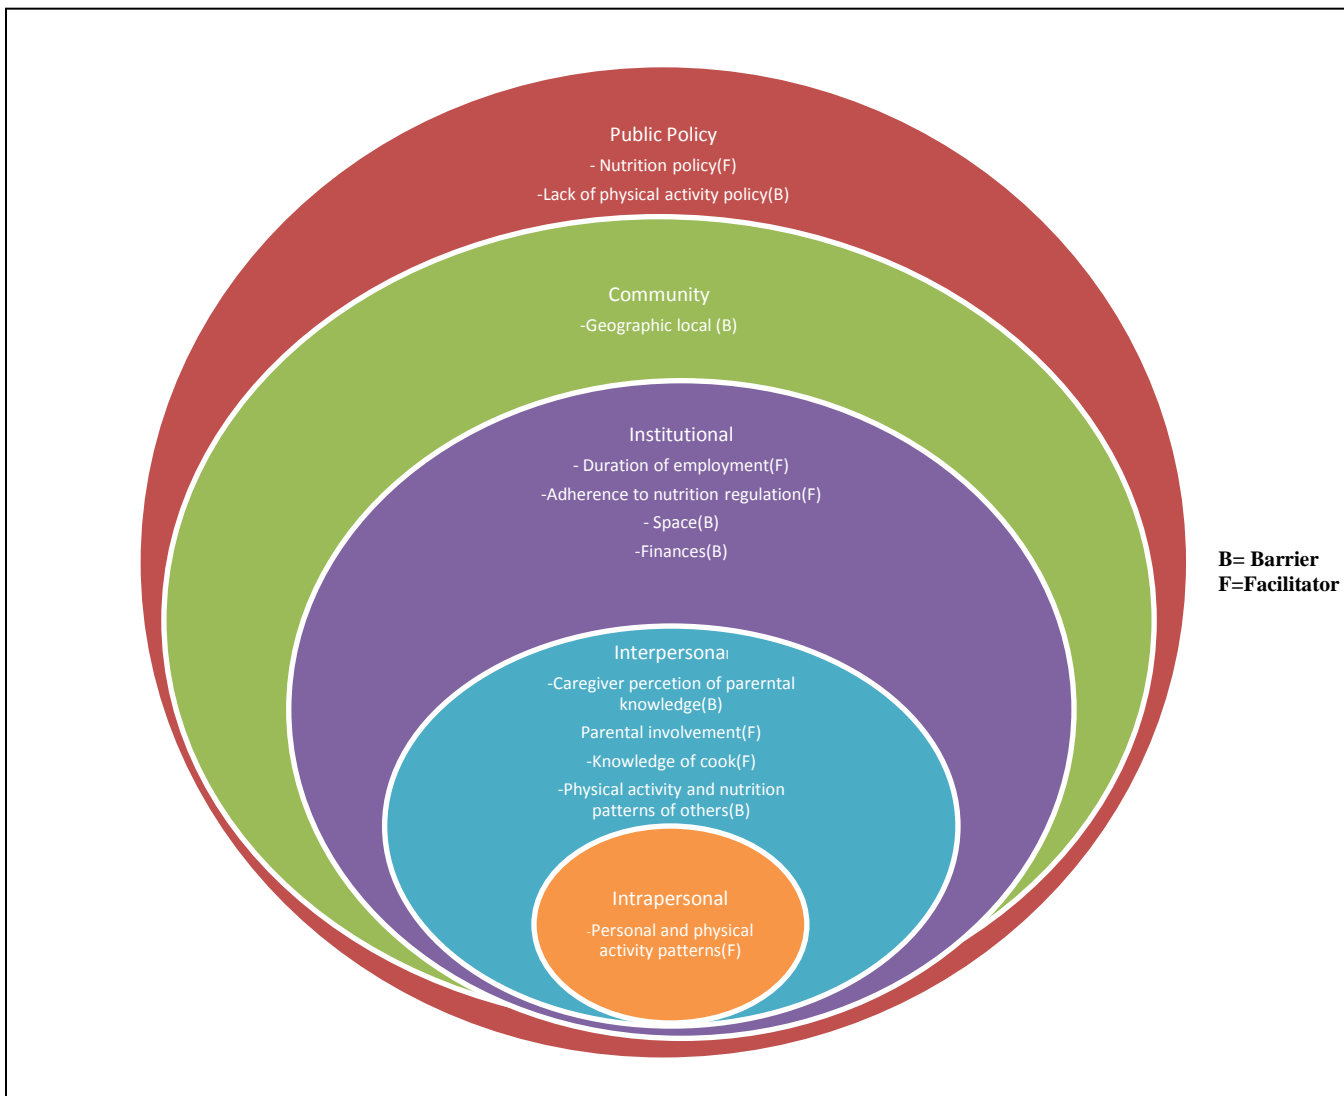 Public Policy
- Nutrition policy(F)
-Lack of physical activity policy(B)
Community
-Geographic local (B)
Institutional
- Duration of employment(F)
-Adherence to nutrition regulation(F)
- Space(B)
-Finances(B)
B= Barrier
F=Facilitator
Interpersonal
-Caregiver percetion of parerntal
knowledge(B)
Parental involvement(F)
-Knowledge of cook(F)
-Physical activity and nutrition
patterns of others(B)
Intrapersonal
-Personal and physical
activity patterns(F)